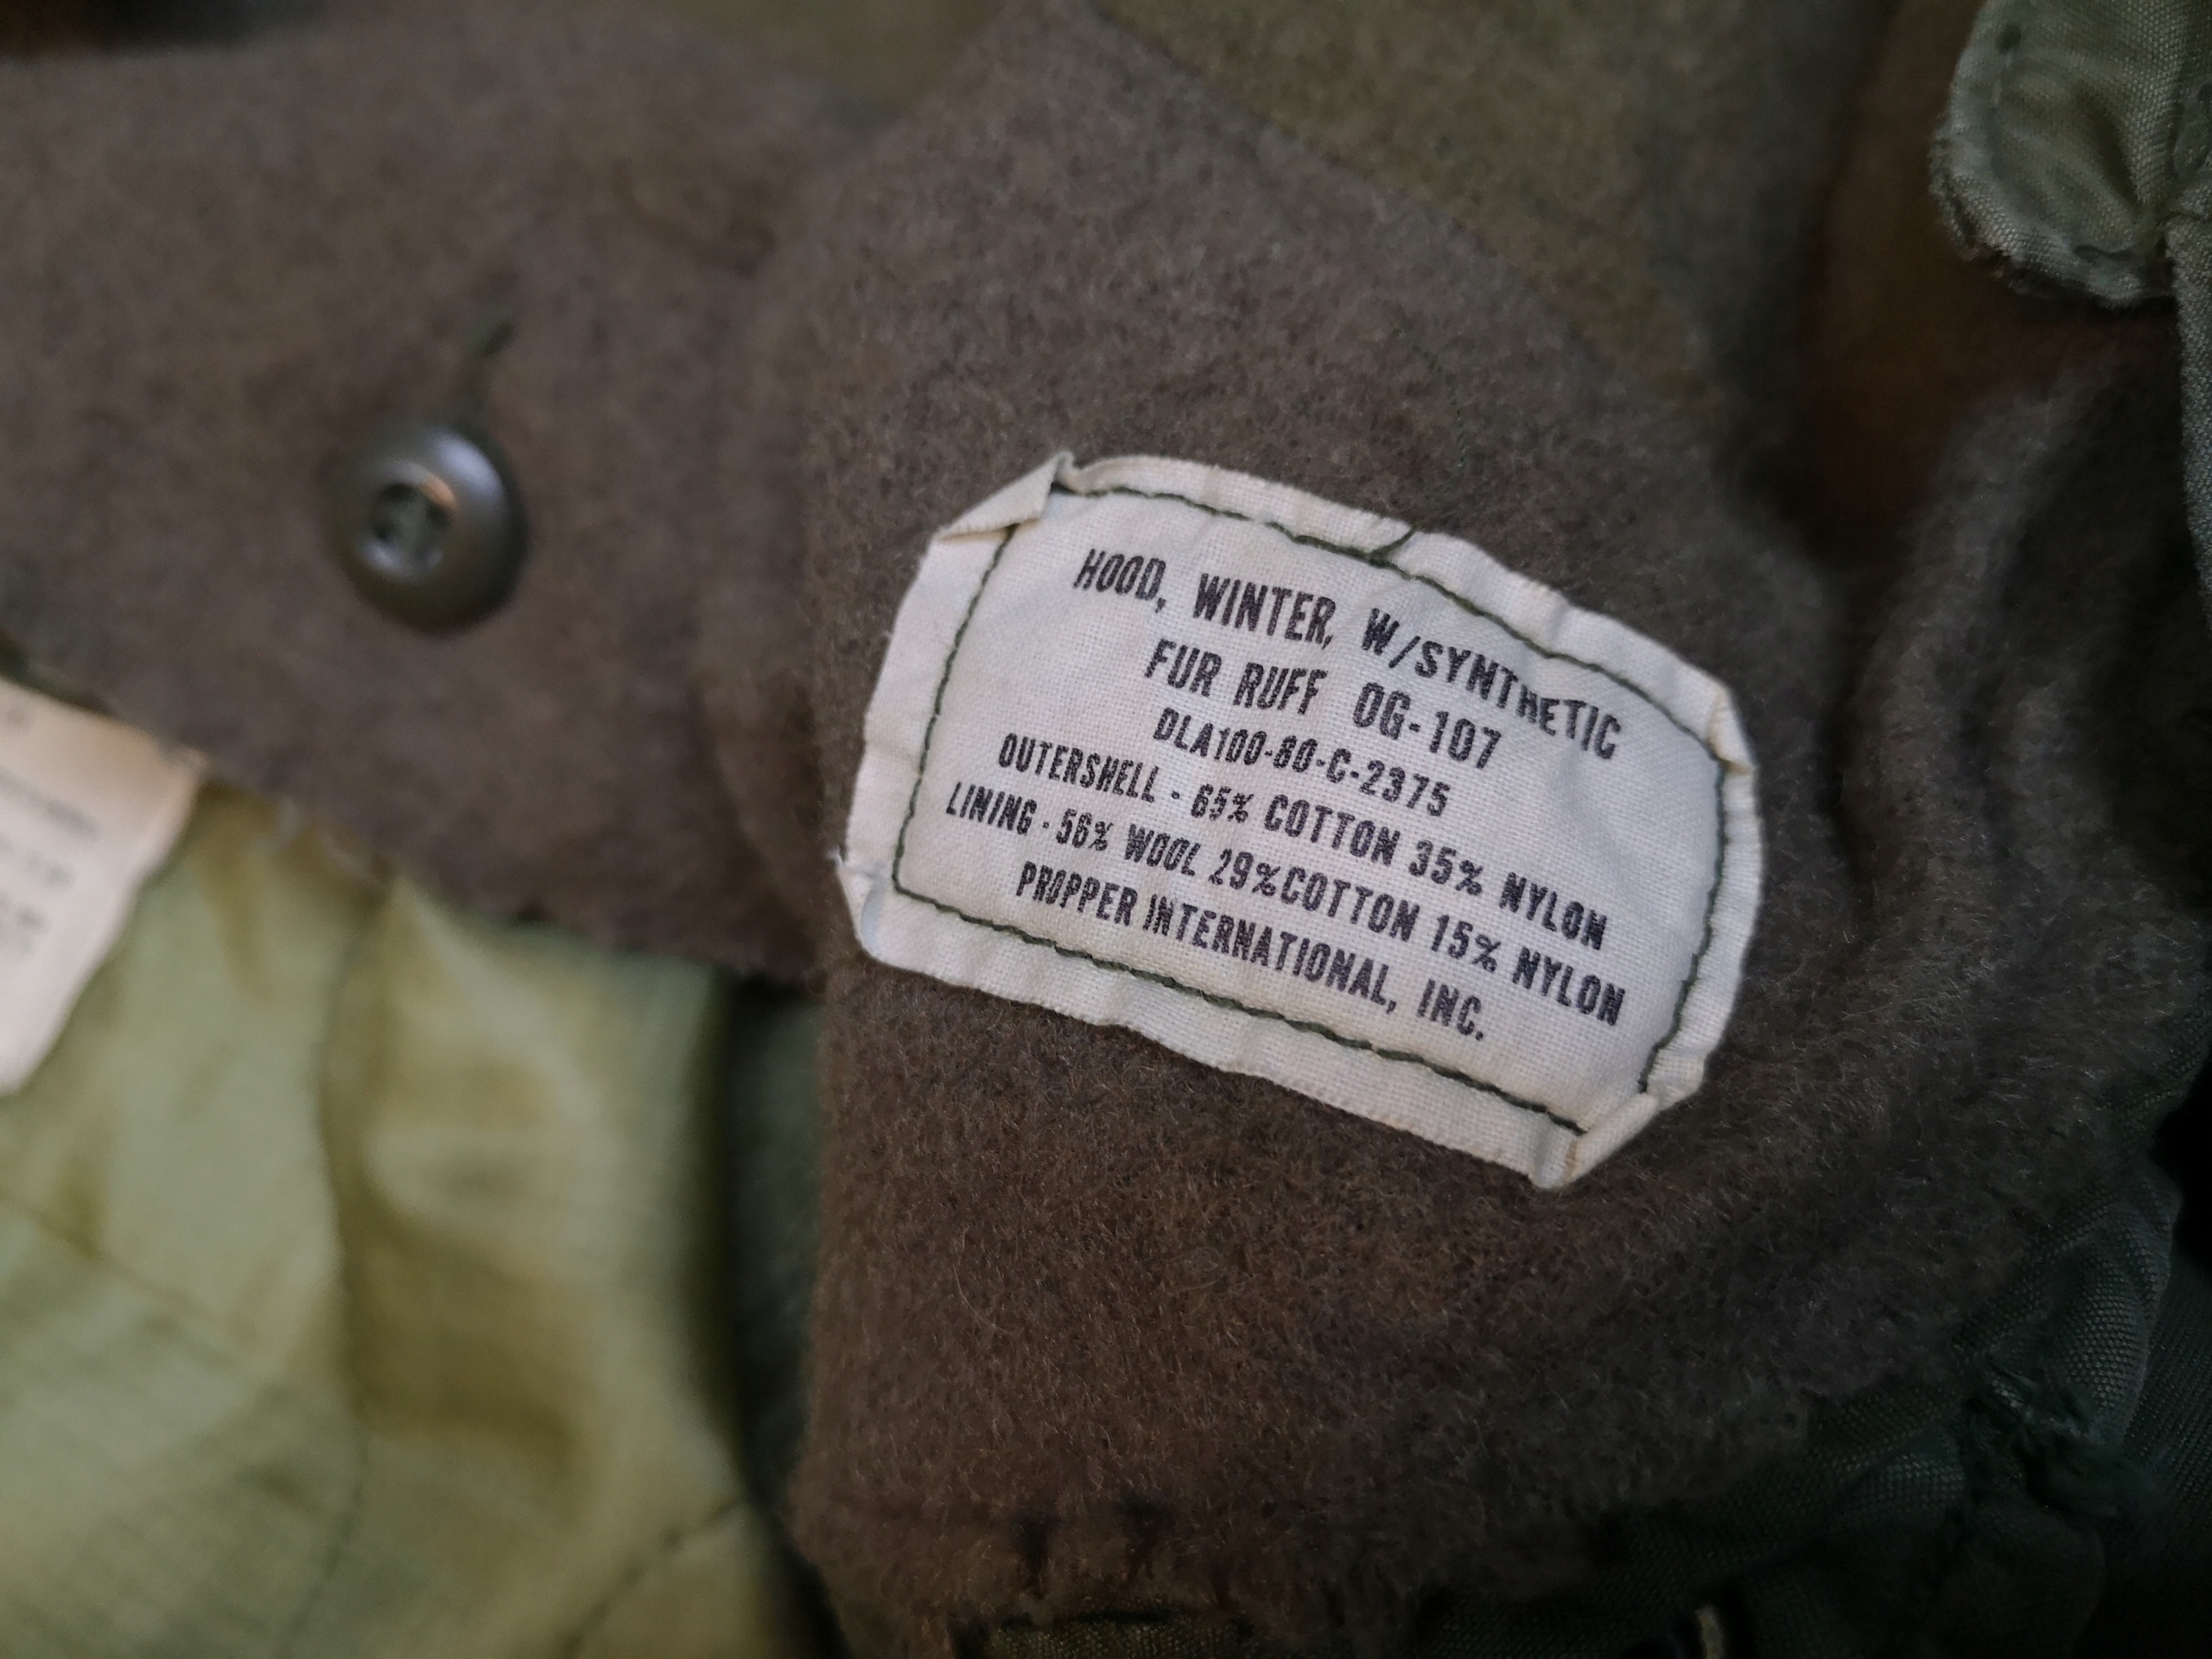 HOOD, WINTER, W/SYNTHETIC
FUR RUFF OG-107
DLA100-80-C-2375
OUTERSHELL - 65% COTTON 35% NYLON
LINING - 56% WOOL 29%COTTON 15% NYLON
PROPPER INTERNATIONAL, INC.